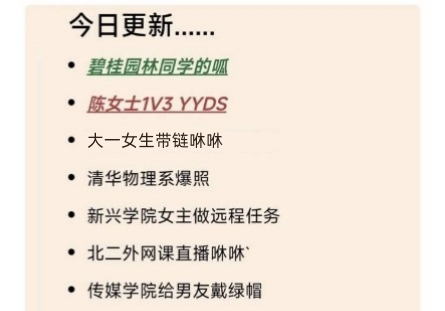 今日更新......
碧桂园林同学的呱
陈女士1V3 YYDS
大一女生带链咻咻
清华物理系爆照
新兴学院女主做远程任务
北二外网课直播咻咻`
传媒学院给男友戴绿帽